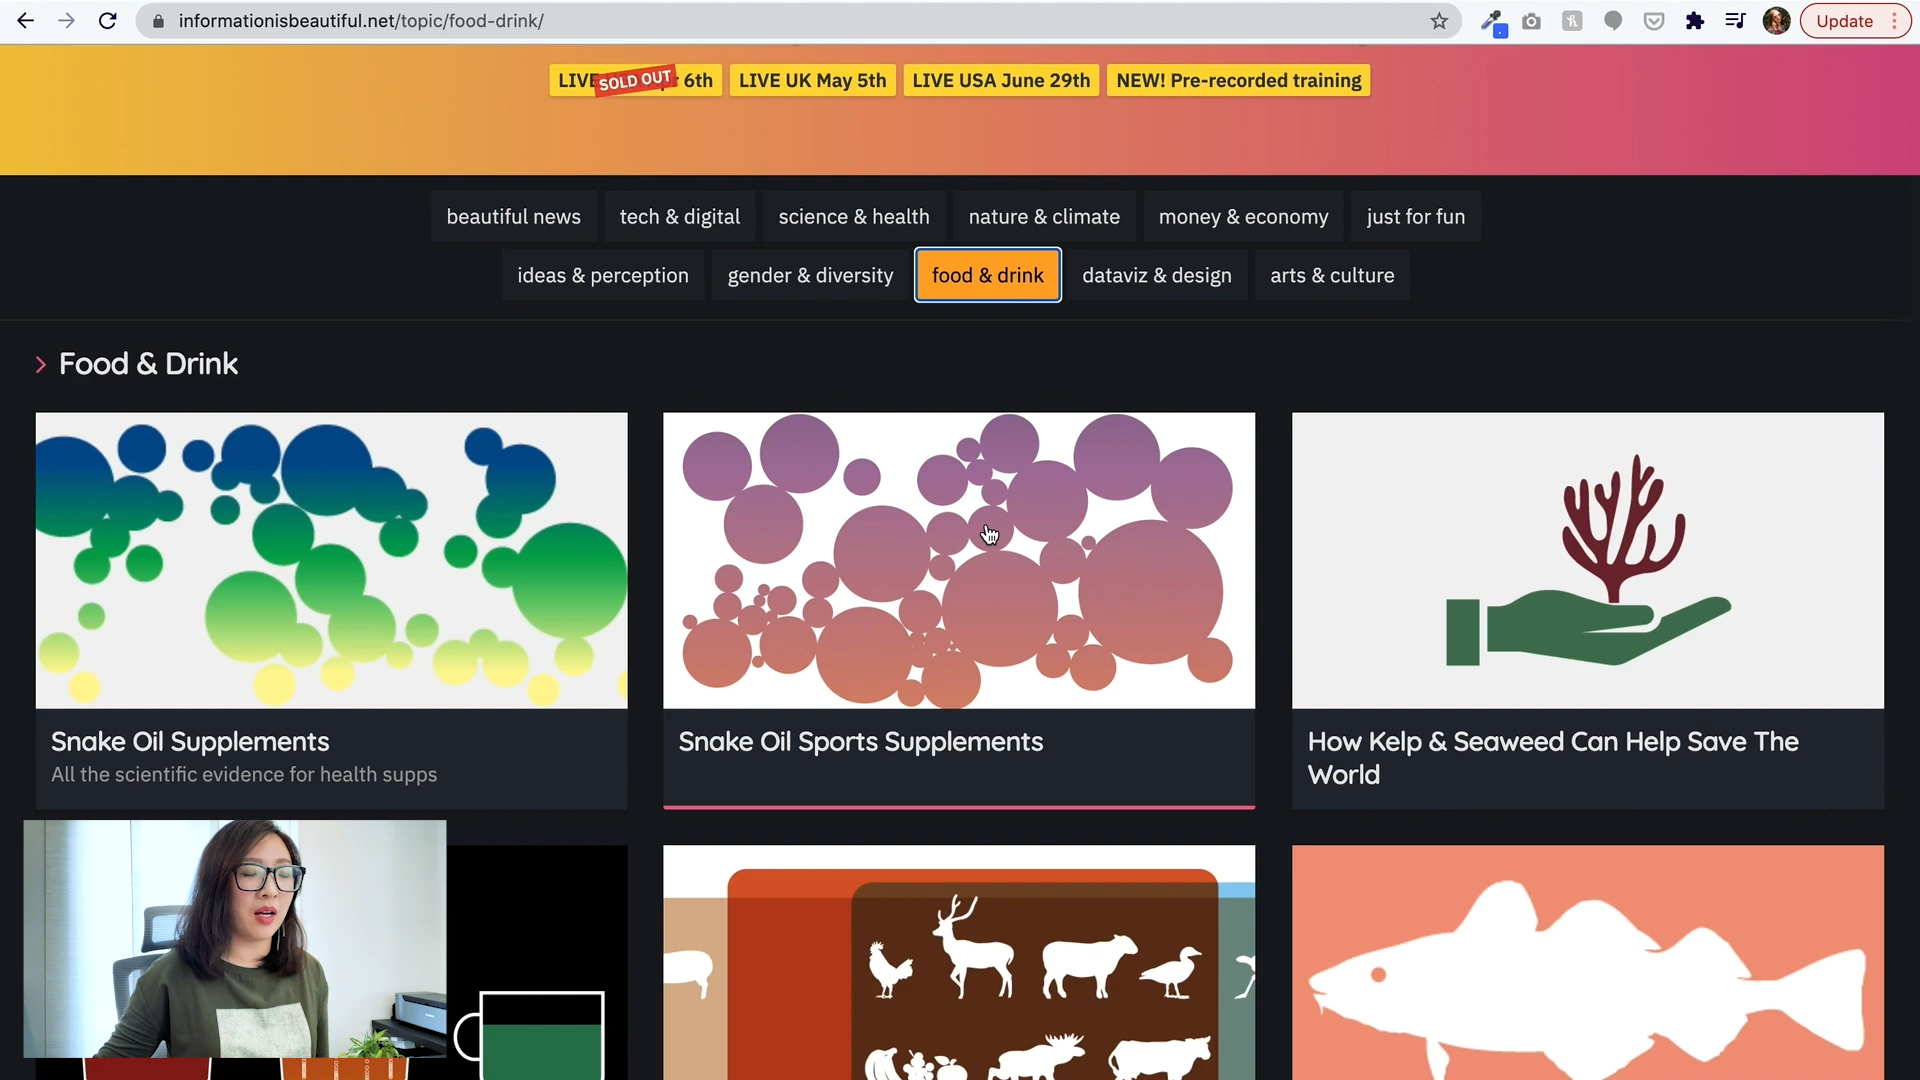 informationisbeautiful.net/topic/food-drink/
Update
LIVE SOLD OUT 6th
LIVE UK May 5th
LIVE USA June 29th
NEW! Pre-recorded training
beautiful news
tech & digital
science & health
nature & climate
money & economy
just for fun
ideas & perception
gender & diversity
food & drink
dataviz & design
arts & culture
Food & Drink
Snake Oil Supplements
All the scientific evidence for health supps
Snake Oil Sports Supplements
How Kelp & Seaweed Can Help Save The
World